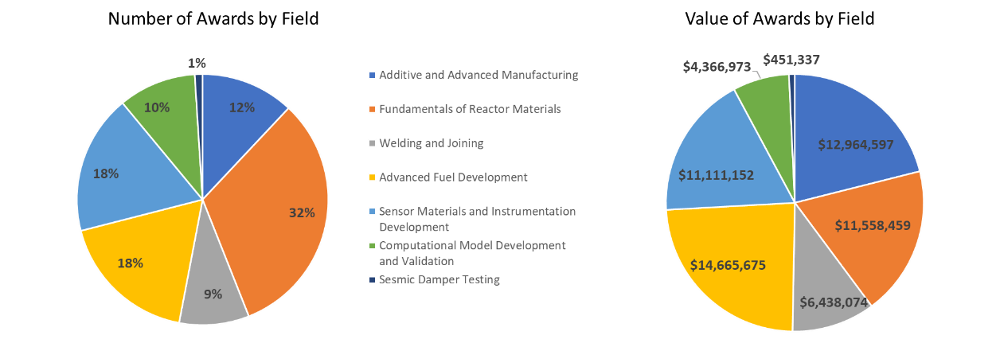 Number of Awards by Field
1%
12%
10%
18%
32%
18%
9%
Additive and Advanced Manufacturing
Fundamentals of Reactor Materials
Welding and Joining
Advanced Fuel Development
Sensor Materials and Instrumentation
Development
Computational Model Development
and Validation
Sesmic Damper Testing
Value of Awards by Field
$451,337
$4,366,973
$12,964,597
$11,111,152
$11,558,459
$14,665,675
$6,438,074